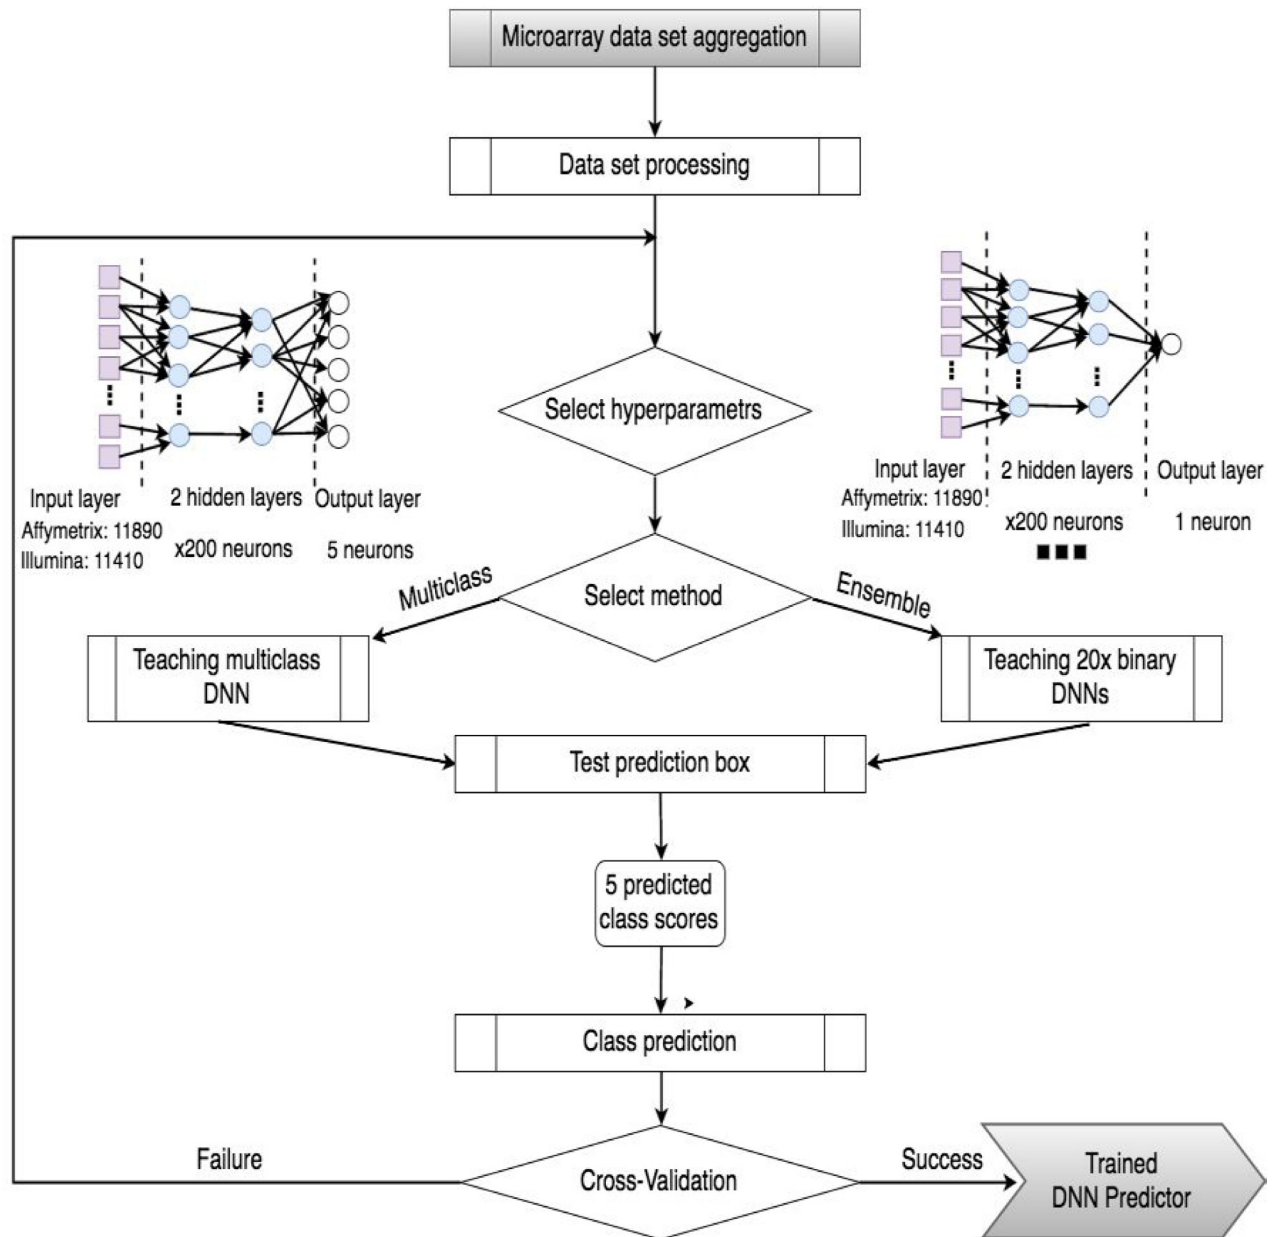 Microarray data set aggregation
Data set processing
Select hyperparametrs
Input layer
Affymetrix: 11890
Illumina: 11410
2 hidden layers
x200 neurons
Output layer
5 neurons
Input layer
Affymetrix: 11890
Illumina: 11410
2 hidden layers
x200 neurons
Output layer
1 neuron
Select method
Multiclass
Ensemble
Teaching multiclass
DNN
Teaching 20x binary
DNNs
Test prediction box
5 predicted
class scores
Class prediction
Cross-Validation
Failure
Success
Trained
DNN Predictor